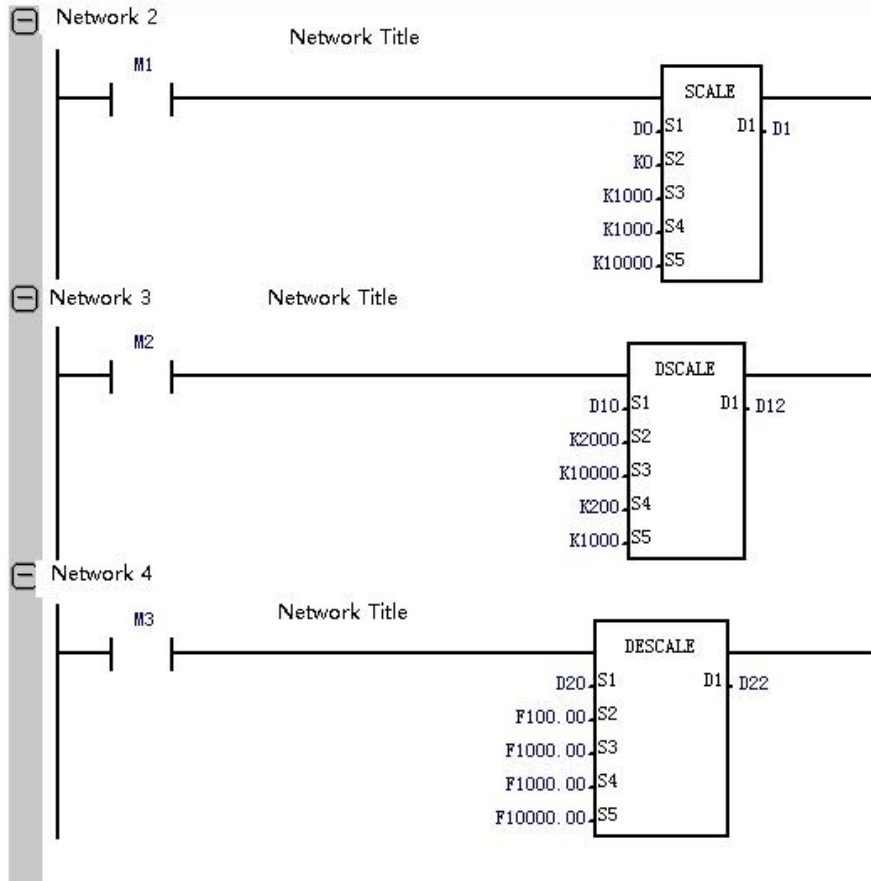 Network 2
Network Title
M1
SCALE
D0 S1 D1 D1
K0 S2
K1000 S3
K1000 S4
K10000 S5
Network 3 Network Title
M2
DSCALE
D10 S1 D1 D12
K2000 S2
K10000 S3
K200 S4
K1000 S5
Network 4
Network Title
M3
DESCALE
D20 S1 D1 D22
F100.00 S2
F1000.00 S3
F1000.00 S4
F10000.00 S5